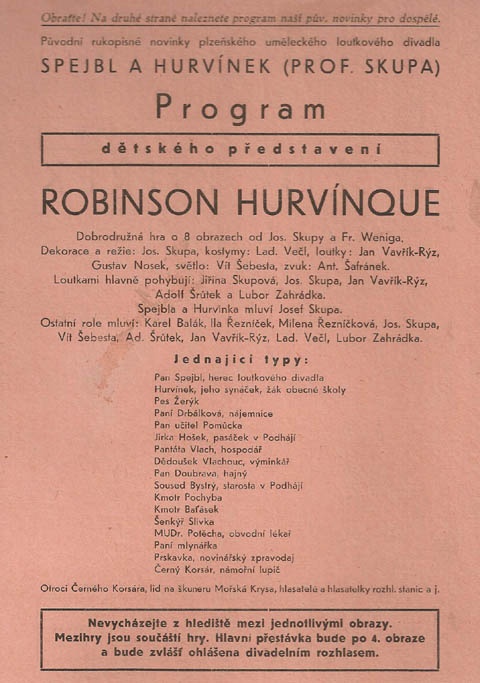 Obraťte! Na druhé straně naleznete program naší pův. novinky pro dospělé.
Původní rukopisné novinky plzeňského uměleckého loutkového divadla
SPEJBL A HURVÍNEK (PROF. SKUPA)
Program
dětského představení
ROBINSON HURVÍNQUE
Dobrodružná hra o 8 obrazech od Jos. Skupy a Fr. Weniga,
Dekorace a režie: Jos. Skupa, kostymy: Lad. Večl, loutky: Jan Vavřík-Rýz,
Gustav Nosek, světlo: Vít Šebesta, zvuk: Ant. Šafránek.
Loutkami hlavně pohybují: Jiřina Skupová, Jos. Skupa, Jan Vavřík-Rýz,
Adolf Šrůtek a Lubor Zahrádka.
Spejbla a Hurvínka mluví Josef Skupa.
Ostatní role mluví: Karel Balák, Ila Řezníček, Milena Řezníčková, Jos. Skupa,
Vít Šebesta, Ad. Šrůtek, Jan Vavřík-Rýz, Lad. Večl, Lubor Zahrádka.
Jednající typy:
Pan Spejbl, herec loutkového divadla
Hurvínek, jeho synáček, žák obecné školy
Pes Žerýk
Paní Drbálková, nájemnice
Pan učitel Pomůcka
Jirka Hošek, pasáček v Podhájí
Pantáta Vlach, hospodář
Dědoušek Vlachouc, výminkář
Pan Doubrava, hajný
Soused Bystrý, starosta v Podhájí
Kmotr Pochyba
Kmotr Baťásek
Šenkýř Slivka
MUDr. Potěcha, obvodní lékař
Paní mlynářka
Prskavka, novinářský zpravodaj
Černý Korsár, námořní lupič
Otroci Černého Korsára, lid na škuneru Mořská Krysa, hlasatelé a hlasatelky rozhl. stanic a j.
Nevycházejte z hlediště mezi jednotlivými obrazy.
Mezihry jsou součástí hry. Hlavní přestávka bude po 4. obraze
a bude zvlášť ohlášena divadelním rozhlasem.